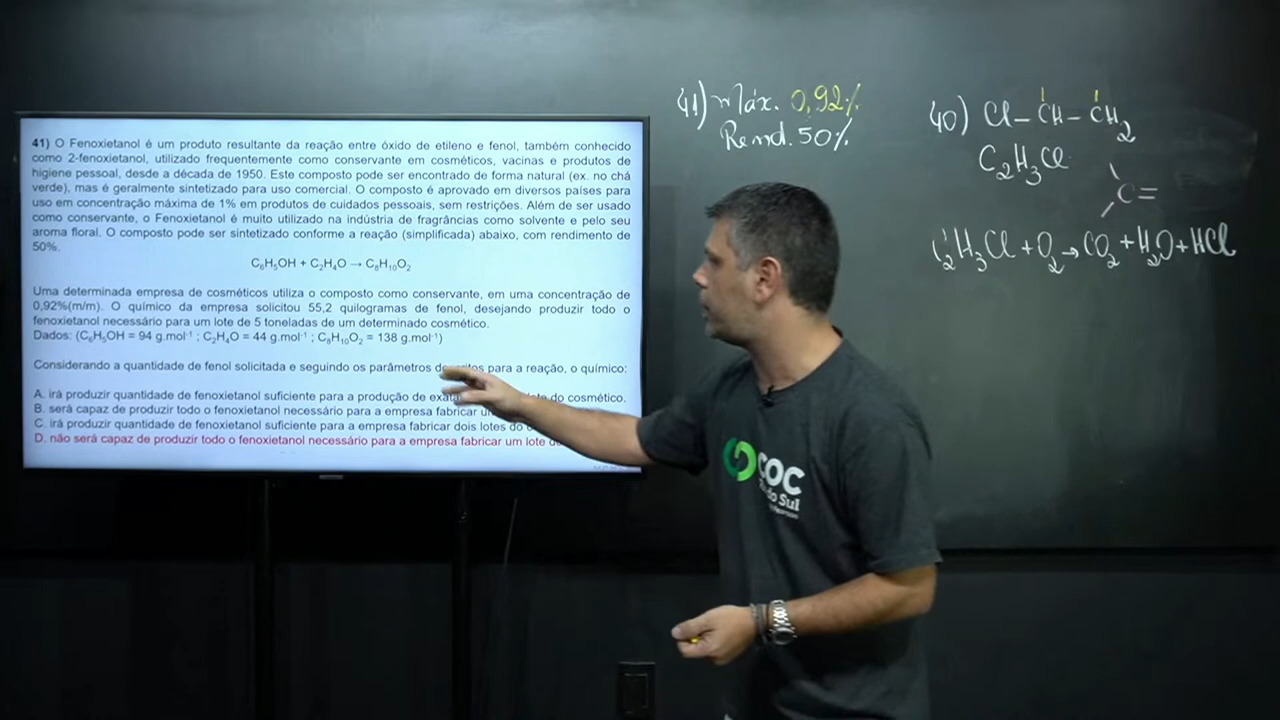 41) O Fenoxietanol é um produto resultante da reação entre óxido de etileno e fenol, também conhecido
como 2-fenoxietanol, utilizado frequentemente como conservante em cosméticos, vacinas e produtos de
higiene pessoal, desde a década de 1950. Este composto pode ser encontrado de forma natural (ex. no chá
verde), mas é geralmente sintetizado para uso comercial. O composto é aprovado em diversos países para
uso em concentração máxima de 1% em produtos de cuidados pessoais, sem restrições. Além de ser usado
como conservante, o Fenoxietanol é muito utilizado na indústria de fragrâncias como solvente e pelo seu
aroma floral. O composto pode ser sintetizado conforme a reação (simplificada) abaixo, com rendimento de
50%.
C₆H₅OH + C₂H₄O → C₈H₁₀O₂
Uma determinada empresa de cosméticos utiliza o composto como conservante, em uma concentração de
0,92%(m/m). O químico da empresa solicitou 55,2 quilogramas de fenol, desejando produzir todo o
fenoxietanol necessário para um lote de 5 toneladas de um determinado cosmético.
Dados: (C₆H₅OH = 94 g.mol⁻¹ ; C₂H₄O = 44 g.mol⁻¹ ; C₈H₁₀O₂ = 138 g.mol⁻¹)
Considerando a quantidade de fenol solicitada e seguindo os parâmetros para a reação, o químico:
A. irá produzir quantidade de fenoxietanol suficiente para a produção de do cosmético.
B. será capaz de produzir todo o fenoxietanol necessário para a empresa fabricar
C. irá produzir quantidade de fenoxietanol suficiente para a empresa fabricar dois lotes do
D. não será capaz de produzir todo o fenoxietanol necessário para a empresa fabricar um lote
41) Máx. 0,92%
Rend. 50%
40) Cl – CH – CH₂
C₂H₃Cl
C =
C₂H₃Cl + O₂ → CO₂ + H₂O + HCl
COC
do Sul